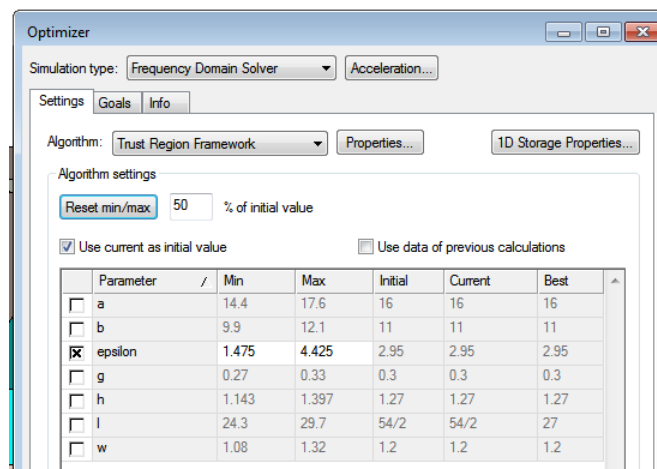 Optimizer
Simulation type: Frequency Domain Solver Acceleration...
Settings Goals Info
Algorithm: Trust Region Framework Properties... 1D Storage Properties...
Algorithm settings
Reset min/max 50 % of initial value
Use current as initial value Use data of previous calculations
Parameter / Min Max Initial Current Best
a 14.4 17.6 16 16 16
b 9.9 12.1 11 11 11
epsilon 1.475 4.425 2.95 2.95 2.95
g 0.27 0.33 0.3 0.3 0.3
h 1.143 1.397 1.27 1.27 1.27
l 24.3 29.7 54/2 54/2 27
w 1.08 1.32 1.2 1.2 1.2